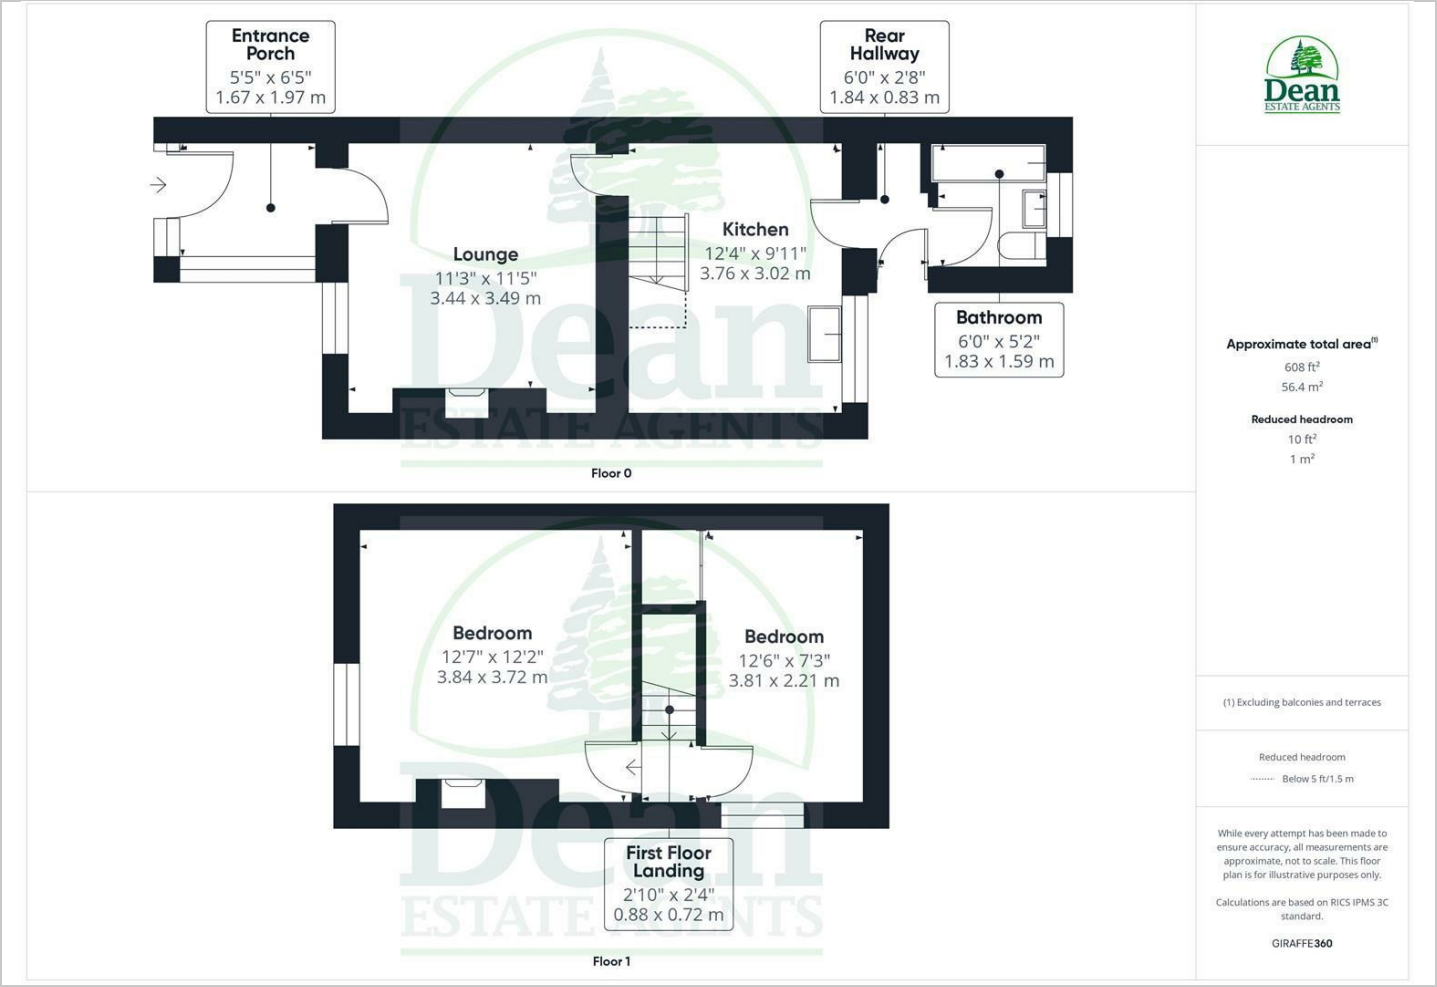 Entrance
Porch
5'5" x 6'5"
1.67 x 1.97 m
Rear
Hallway
6'0" x 2'8"
1.84 x 0.83 m
Lounge
11'3" x 11'5"
3.44 x 3.49 m
Kitchen
12'4" x 9'11"
3.76 x 3.02 m
Bathroom
6'0" x 5'2"
1.83 x 1.59 m
Dean
ESTATE AGENTS
Floor 0
Bedroom
12'7" x 12'2"
3.84 x 3.72 m
Bedroom
12'6" x 7'3"
3.81 x 2.21 m
First Floor
Landing
2'10" x 2'4"
0.88 x 0.72 m
Dean
ESTATE AGENTS
Floor 1
Dean
ESTATE AGENTS
Approximate total area(1)
608 ft²
56.4 m²
Reduced headroom
10 ft²
1 m²
(1) Excluding balconies and terraces
Reduced headroom
Below 5 ft/1.5 m
While every attempt has been made to
ensure accuracy, all measurements are
approximate, not to scale. This floor
plan is for illustrative purposes only.
Calculations are based on RICS IPMS 3C
standard.
GIRAFFE360